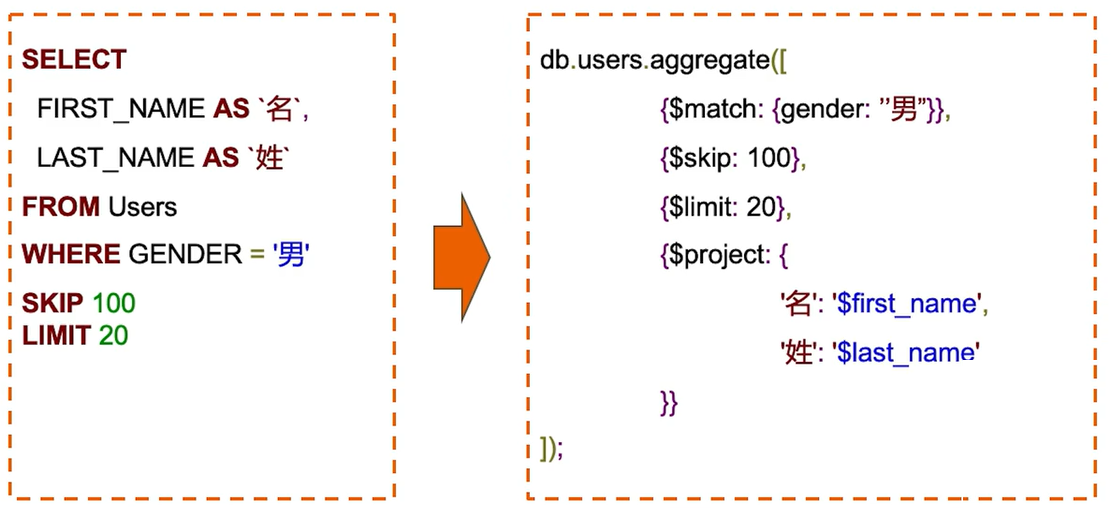 SELECT
FIRST_NAME AS `名`,
LAST_NAME AS `姓`
FROM Users
WHERE GENDER = '男'
SKIP 100
LIMIT 20
db.users.aggregate([
{$match: {gender: ’’男”}},
{$skip: 100},
{$limit: 20},
{$project: {
'名': '$first_name',
'姓': '$last_name'
}}
]);